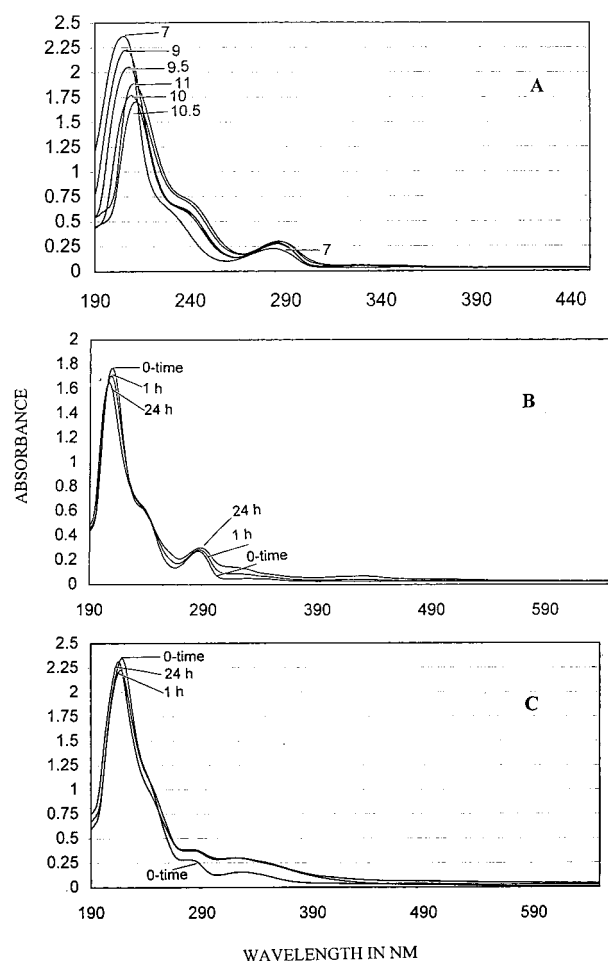 2.5
2.25
2
1.75
1.5
1.25
1
0.75
0.5
0.25
0
7
9
9.5
11
10
10.5
A
7
190 240 290 340 390 440
2
1.8
1.6
1.4
1.2
1
0.8
0.6
0.4
0.2
0
0-time
1 h
24 h
B
24 h
1 h
0-time
190 290 390 490 590
ABSORBANCE
2.5
2.25
2
1.75
1.5
1.25
1
0.75
0.5
0.25
0
0-time
24 h
1 h
C
0-time
190 290 390 490 590
WAVELENGTH IN NM